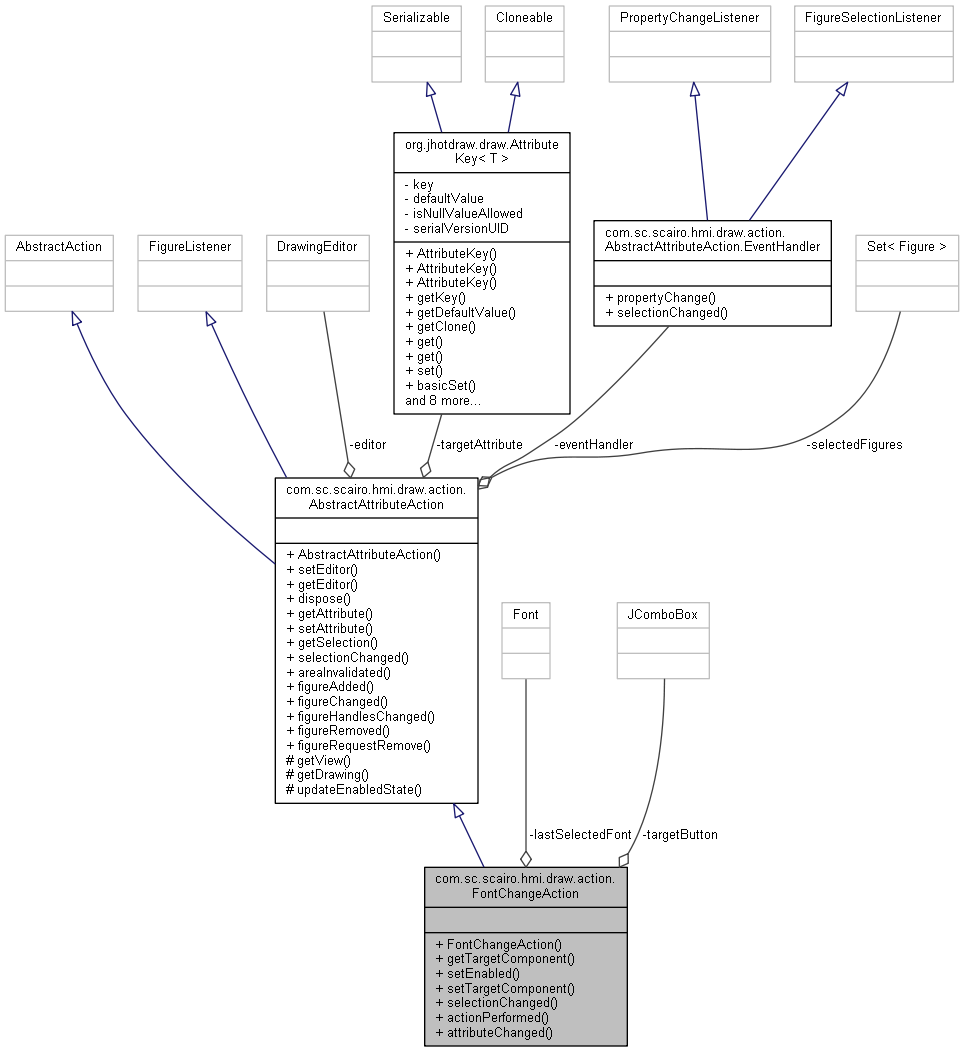 Serializable
Cloneable
PropertyChangeListener
FigureSelectionListener
org.jhotdraw.draw.Attribute
Key< T >
- key
- defaultValue
- isNullValueAllowed
- serialVersionUID
+ AttributeKey()
+ AttributeKey()
+ AttributeKey()
+ getKey()
+ getDefaultValue()
+ getClone()
+ get()
+ get()
+ set()
+ basicSet()
and 8 more...
com.sc.scairo.hmi.draw.action.
AbstractAttributeAction.EventHandler
+ propertyChange()
+ selectionChanged()
AbstractAction
FigureListener
DrawingEditor
Set< Figure >
-editor
-targetAttribute
-eventHandler
-selectedFigures
com.sc.scairo.hmi.draw.action.
AbstractAttributeAction
+ AbstractAttributeAction()
+ setEditor()
+ getEditor()
+ dispose()
+ getAttribute()
+ setAttribute()
+ getSelection()
+ selectionChanged()
+ areaInvalidated()
+ figureAdded()
+ figureChanged()
+ figureHandlesChanged()
+ figureRemoved()
+ figureRequestRemove()
# getView()
# getDrawing()
# updateEnabledState()
Font
JComboBox
-lastSelectedFont
-targetButton
com.sc.scairo.hmi.draw.action.
FontChangeAction
+ FontChangeAction()
+ getTargetComponent()
+ setEnabled()
+ setTargetComponent()
+ selectionChanged()
+ actionPerformed()
+ attributeChanged()